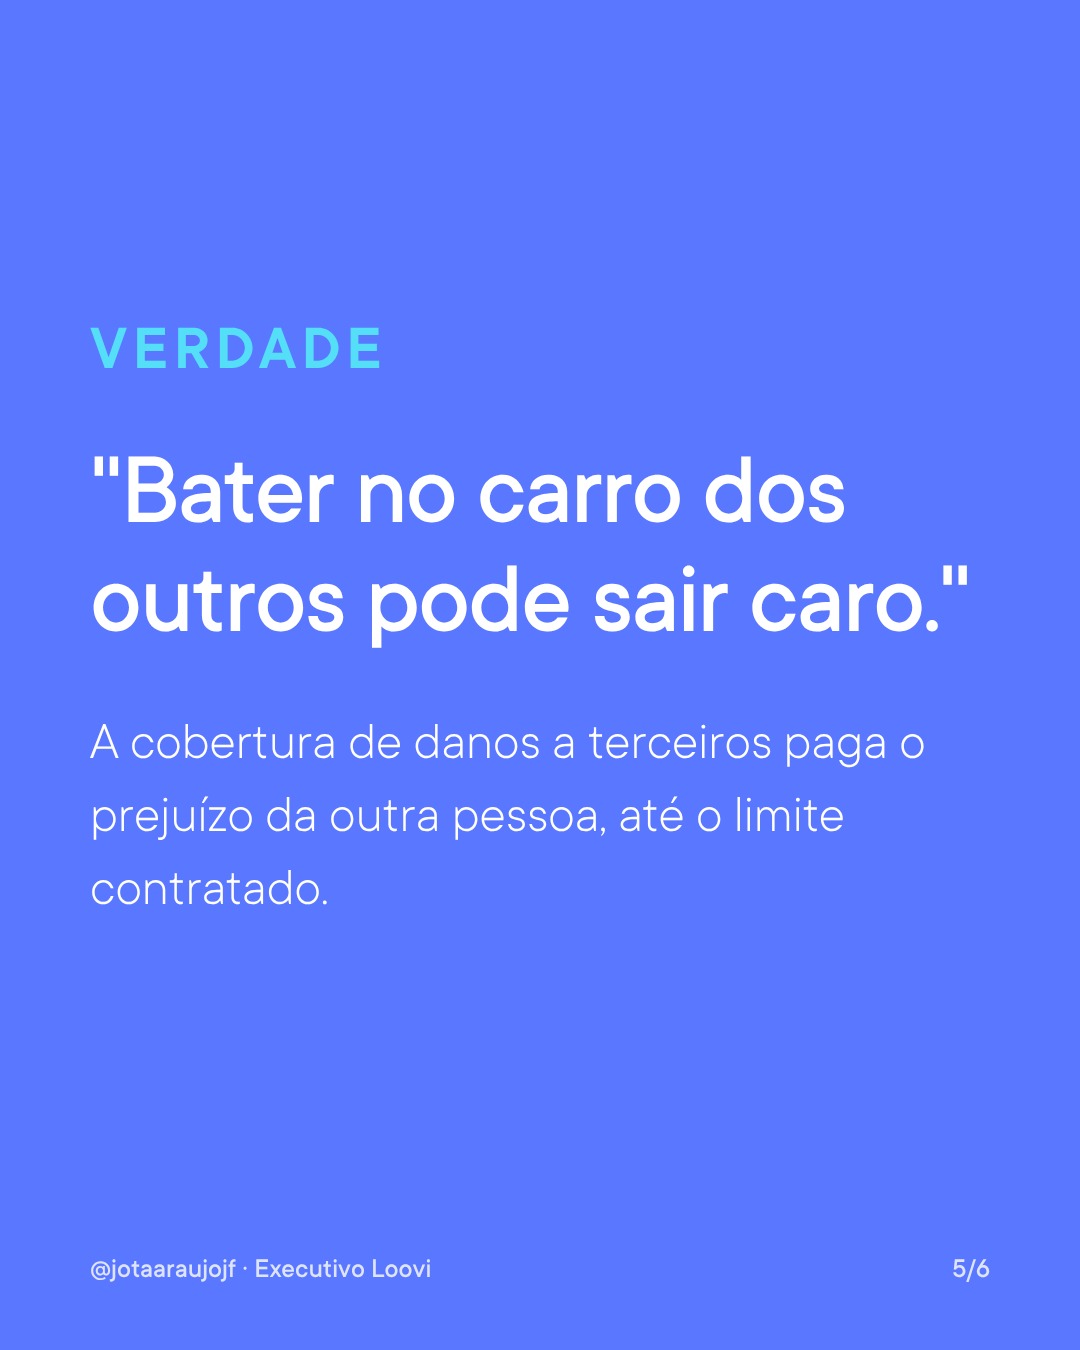 VERDADE
"Bater no carro dos
outros pode sair caro."
A cobertura de danos a terceiros paga o
prejuízo da outra pessoa, até o limite
contratado.
@jotaaraujojf · Executivo Loovi
5/6